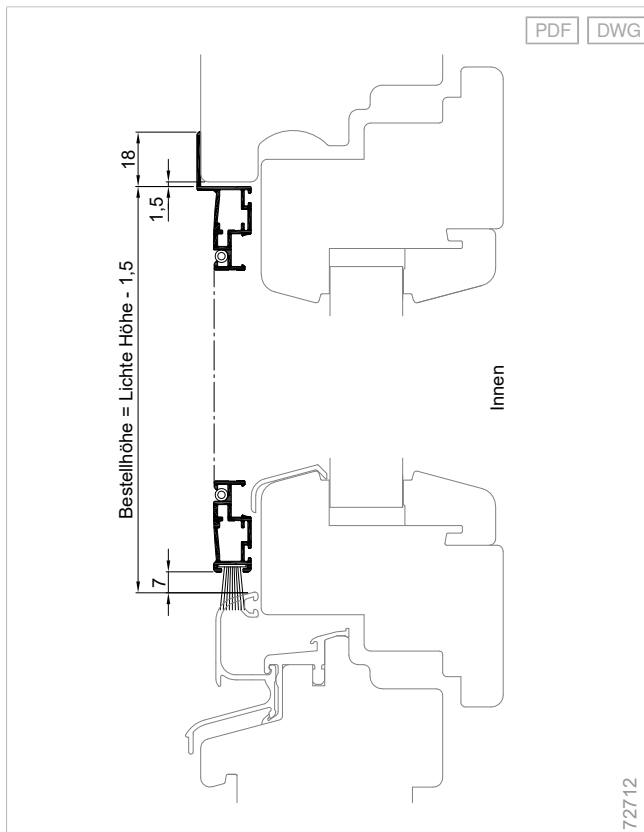 PDF DWG
18
1,5
Bestellhöhe = Lichte Höhe - 1,5
Innen
7
72712